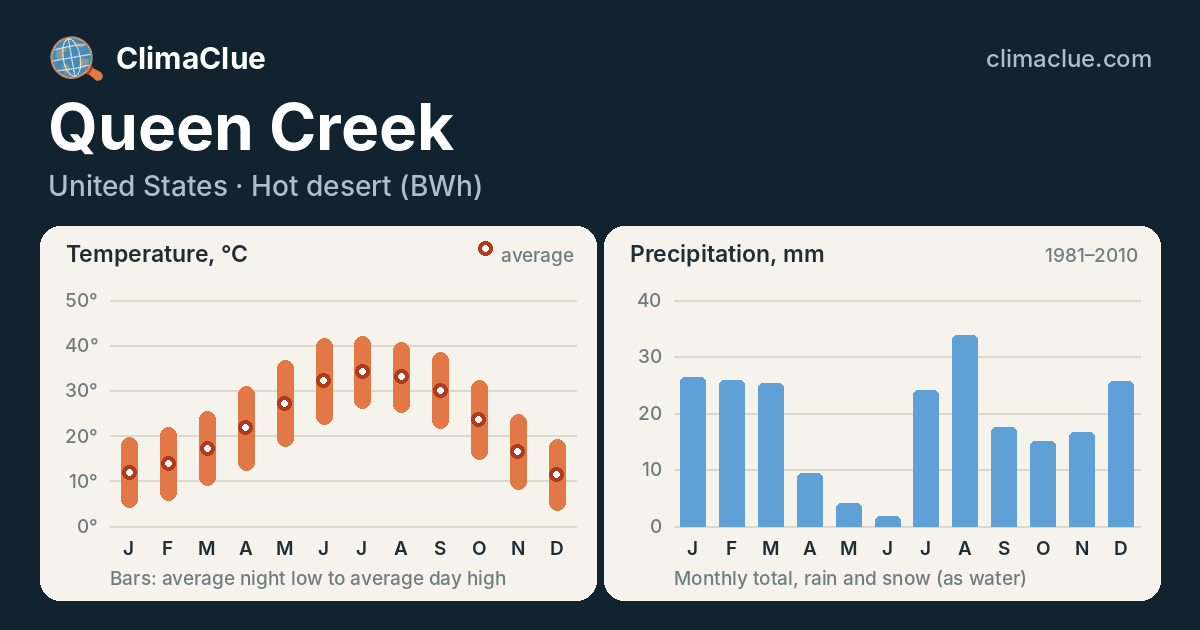 ClimaClue
climaclue.com
Queen Creek
United States · Hot desert (BWh)
Temperature, °C
average
50°
40°
30°
20°
10°
0°
J F M A M J J A S O N D
Bars: average night low to average day high
Precipitation, mm
1981–2010
40
30
20
10
0
J F M A M J J A S O N D
Monthly total, rain and snow (as water)